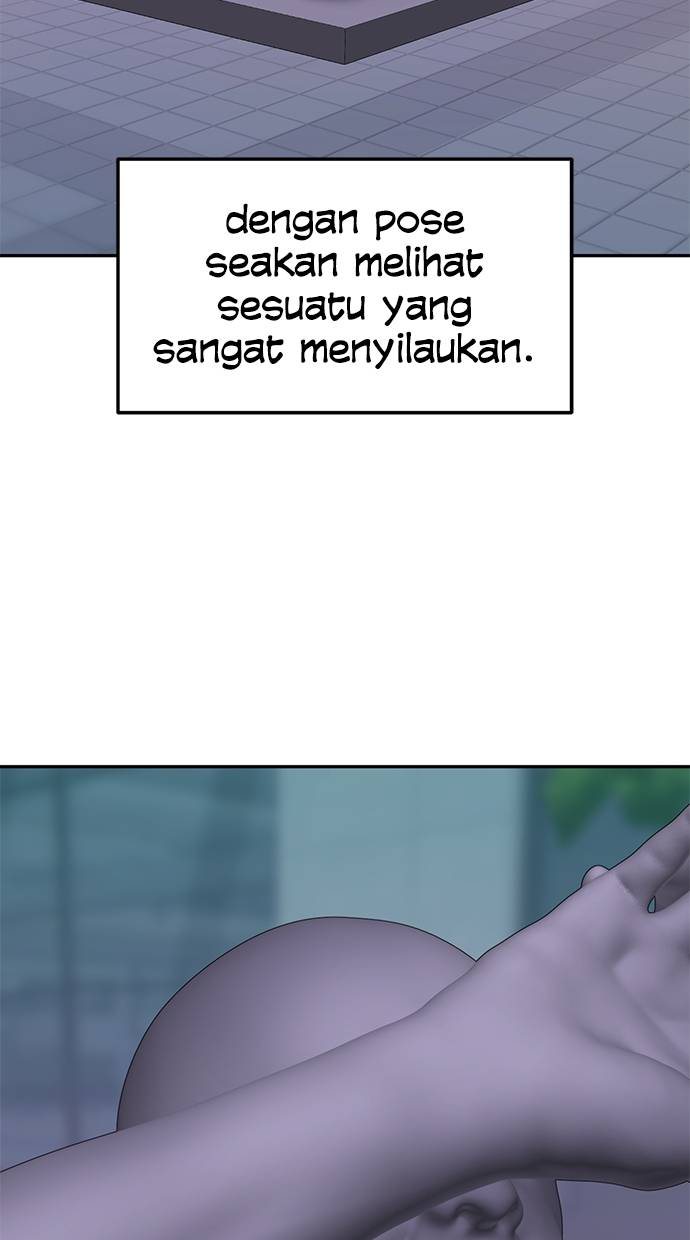 dengan pose
seakan melihat
sesuatu yang
sangat menyilaukan.